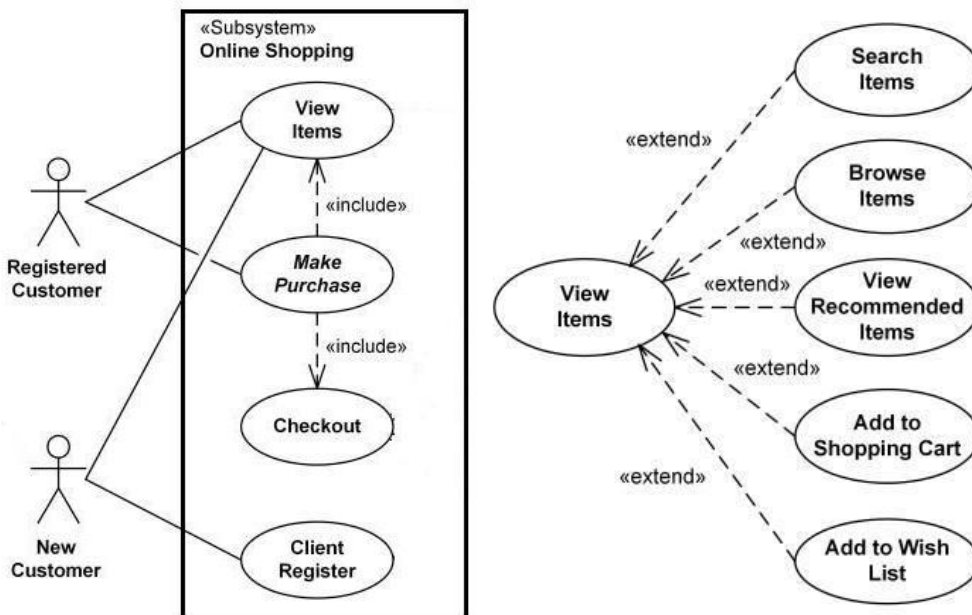 «Subsystem»
Online Shopping
View
Items
«include»
Registered
Customer
Make
Purchase
«include»
Checkout
New
Customer
Client
Register
Search
Items
«extend»
Browse
Items
«extend»
View
Items
«extend»
View
Recommended
Items
«extend»
Add to
Shopping Cart
«extend»
Add to Wish
List